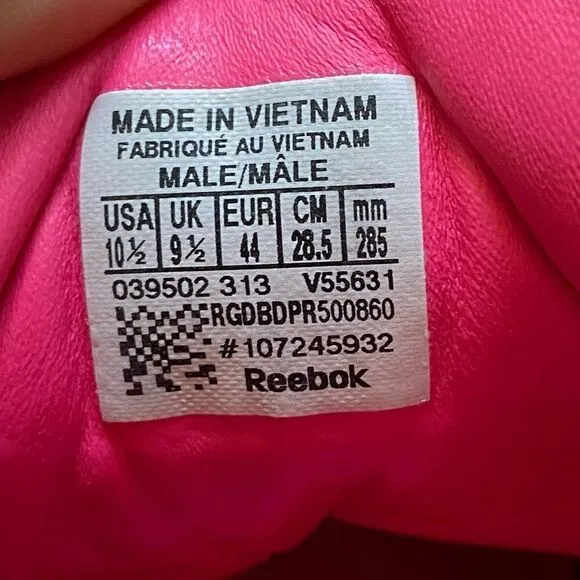 MADE IN VIETNAM
FABRIQUÉ AU VIETNAM
MALE/MÂLE
USA UK EUR CM mm
10½ 9½ 44 28.5 285
039502 313 V55631
RGDBDPR500860
#107245932
Reebok